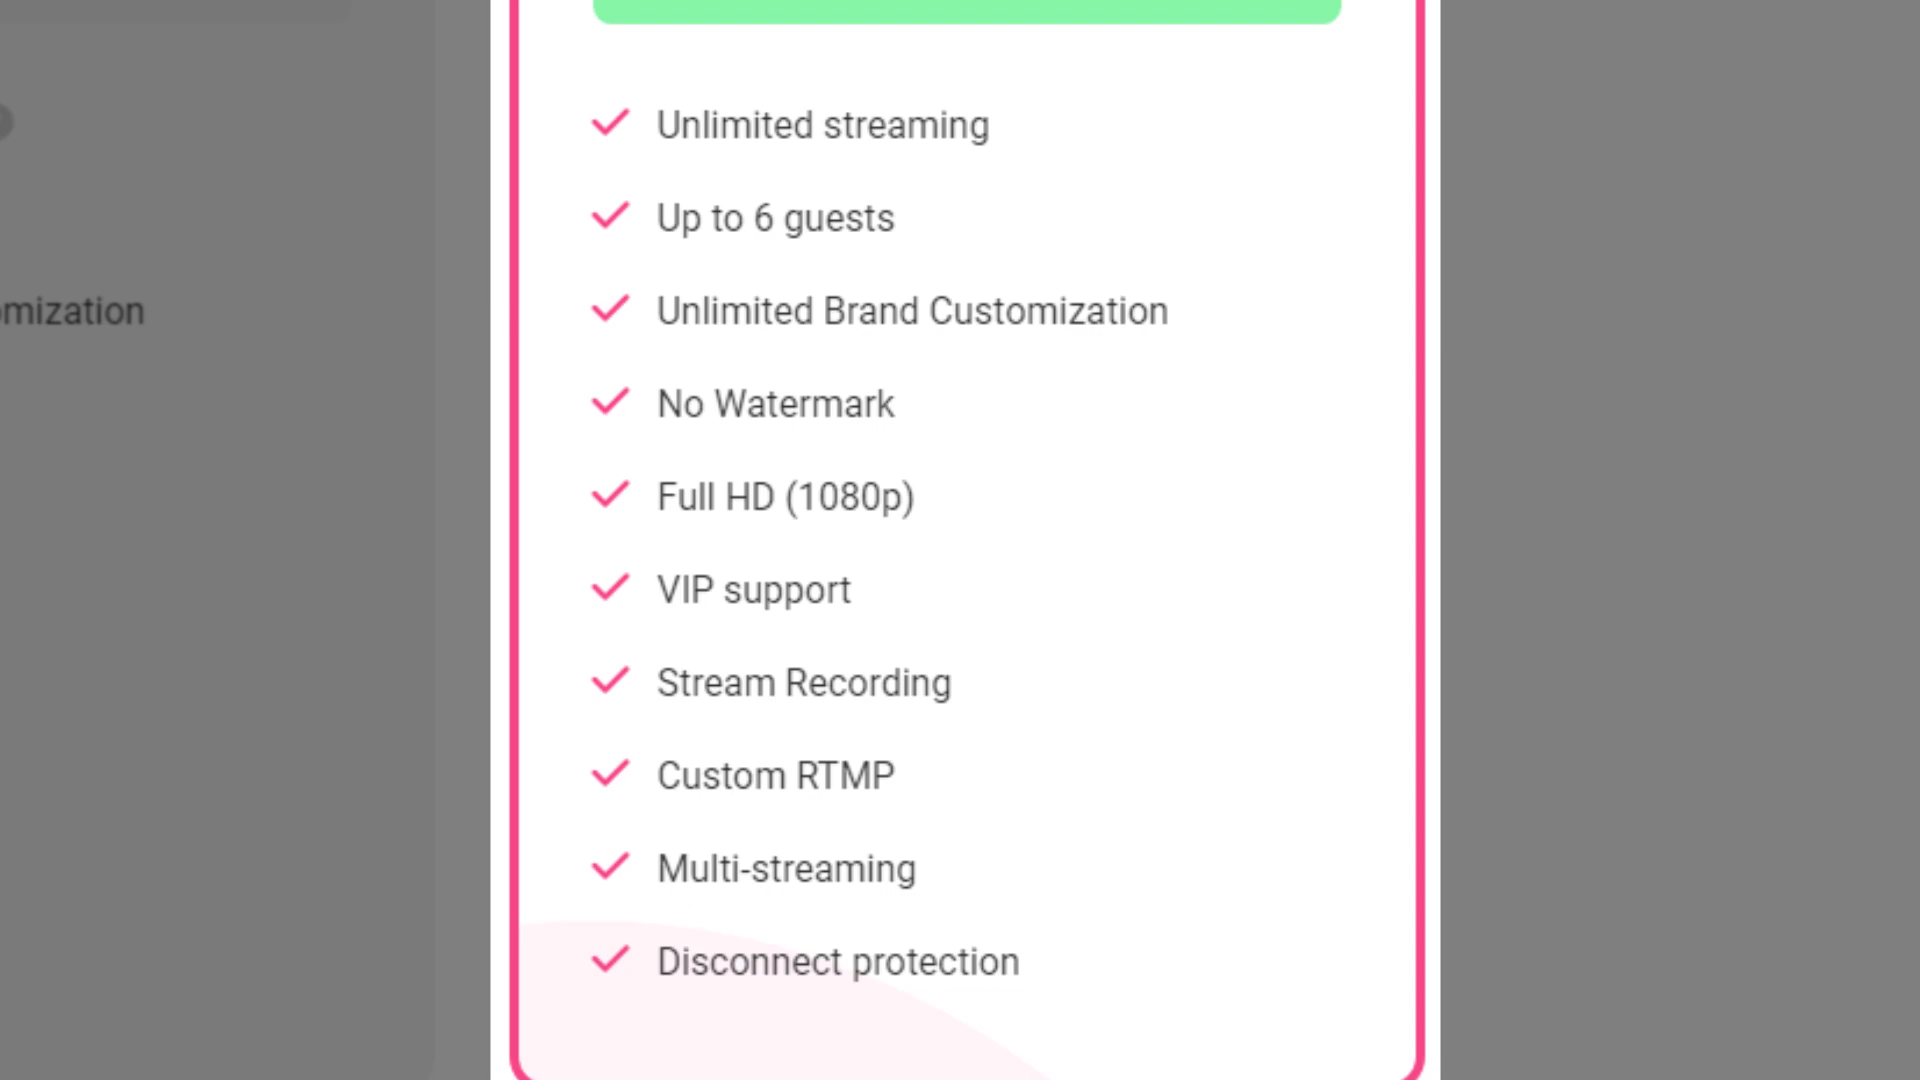 Unlimited streaming
Up to 6 guests
omization
Unlimited Brand Customization
No Watermark
Full HD (1080p)
VIP support
Stream Recording
Custom RTMP
Multi-streaming
Disconnect protection